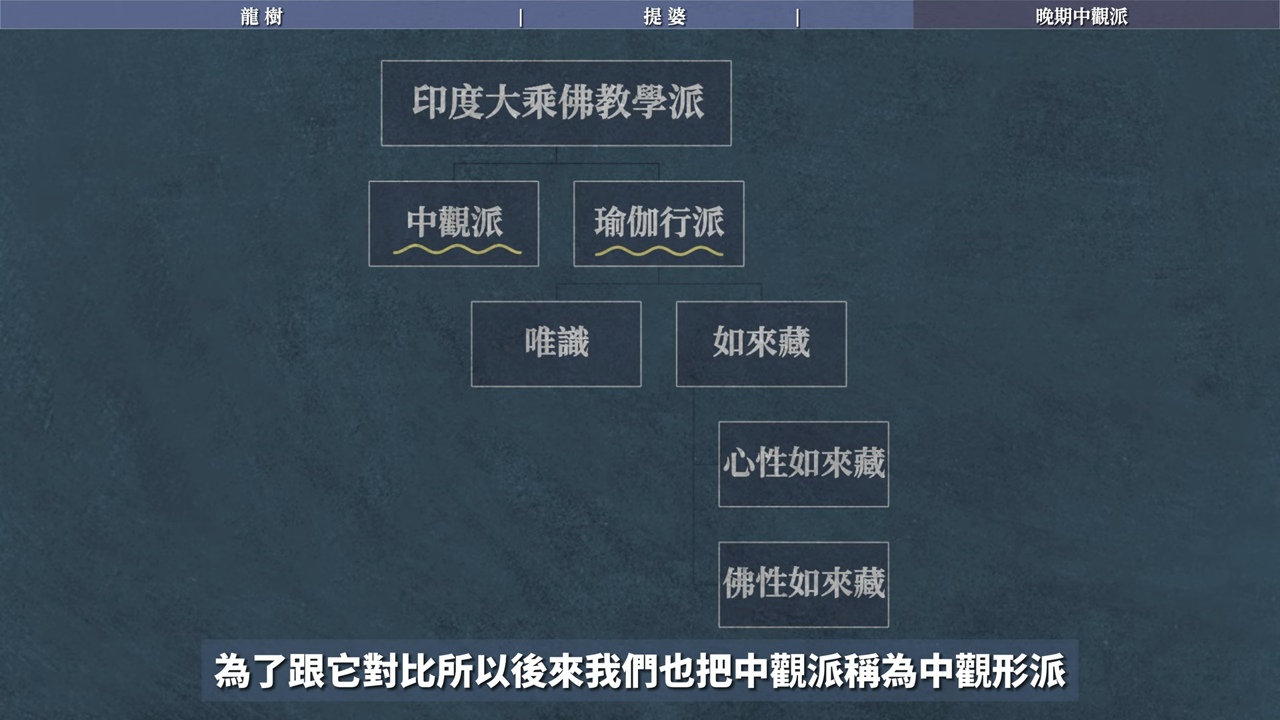 龍樹 | 提婆 | 晚期中觀派
印度大乘佛教學派
中觀派 瑜伽行派
唯識 如來藏
心性如來藏
佛性如來藏
為了跟它對比所以後來我們也把中觀派稱為中觀形派